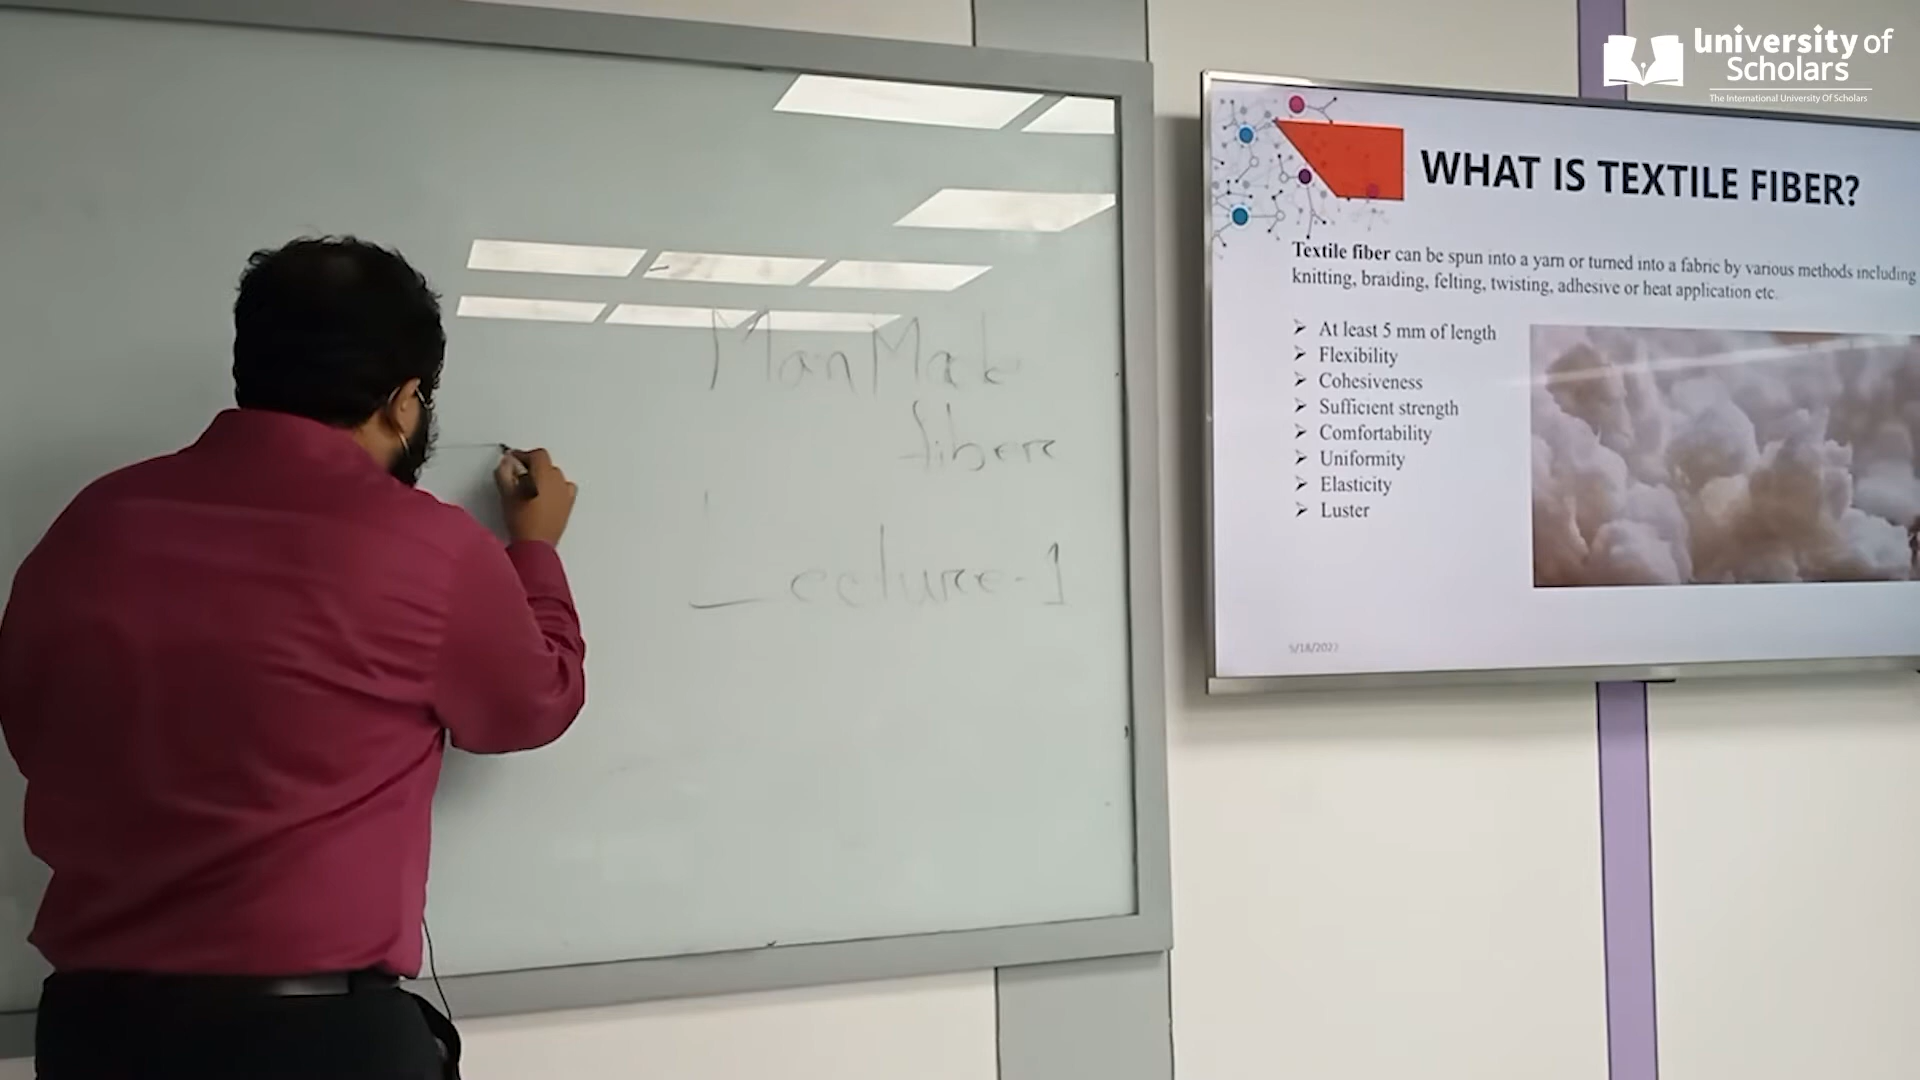 Man Made
fiber
Lecture-1
University of
Scholars
The International University Of Scholars
WHAT IS TEXTILE FIBER?
Textile fiber can be spun into a yarn or turned into a fabric by various methods including
knitting, braiding, felting, twisting, adhesive or heat application etc.
➢ At least 5 mm of length
➢ Flexibility
➢ Cohesiveness
➢ Sufficient strength
➢ Comfortability
➢ Uniformity
➢ Elasticity
➢ Luster